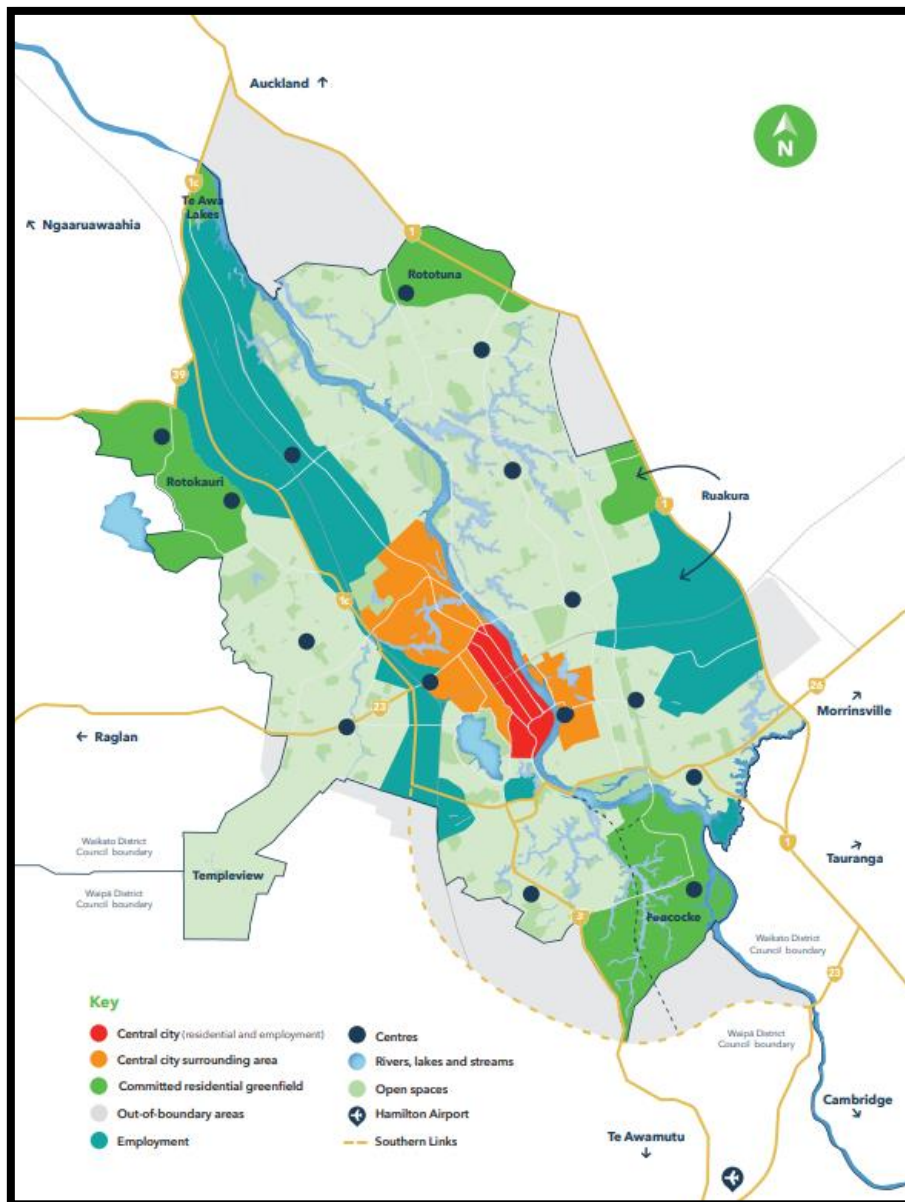 Auckland ↑
N
1c
Te Awa
Lakes
↖ Ngaaruawaahia
1
Rototuna
39
Rotokauri
Ruakura
1
1c
23
26
Morrinsville
← Raglan
1
Tauranga
Waikato District
Council boundary
Waipā District
Council boundary
Templeview
3
Peacocke
Waikato District
Council boundary
23
Waipā District
Council boundary
Cambridge
Te Awamutu
Key
Central city (residential and employment)
Central city surrounding area
Committed residential greenfield
Out-of-boundary areas
Employment
Centres
Rivers, lakes and streams
Open spaces
Hamilton Airport
Southern Links